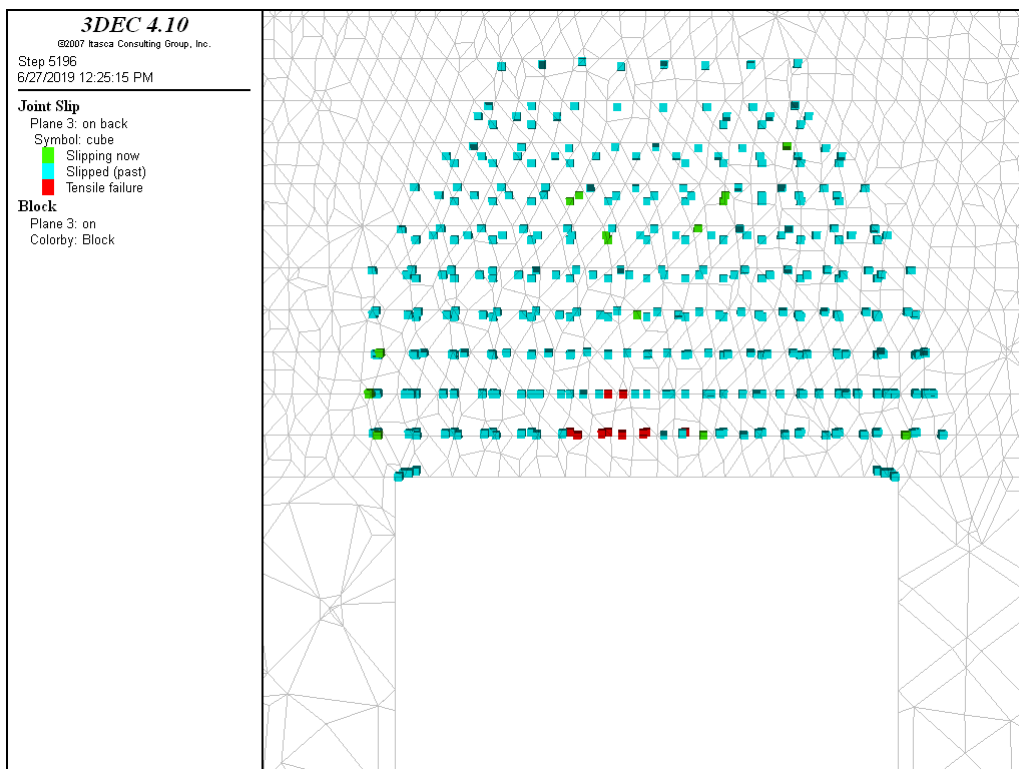 3DEC 4.10
©2007 Itasca Consulting Group, Inc.
Step 5196
6/27/2019 12:25:15 PM
Joint Slip
Plane 3: on back
Symbol: cube
Slipping now
Slipped (past)
Tensile failure
Block
Plane 3: on
Colorby: Block